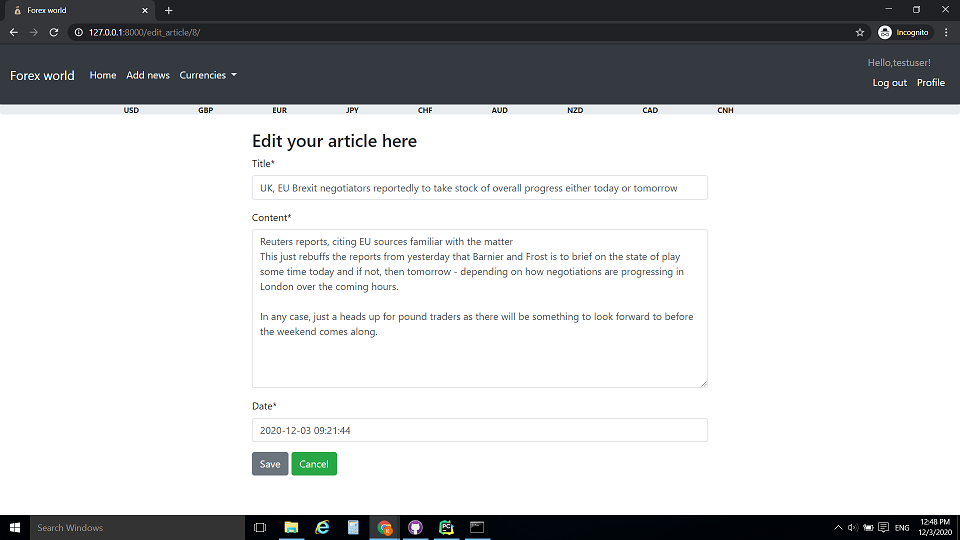 Forex world
127.0.0.1:8000/edit_article/8/
Incognito
Forex world Home Add news Currencies
Hello,testuser!
Log out Profile
USD GBP EUR JPY CHF AUD NZD CAD CNH
Edit your article here
Title*
UK, EU Brexit negotiators reportedly to take stock of overall progress either today or tomorrow
Content*
Reuters reports, citing EU sources familiar with the matter
This just rebuffs the reports from yesterday that Barnier and Frost is to brief on the state of play
some time today and if not, then tomorrow - depending on how negotiations are progressing in
London over the coming hours.
In any case, just a heads up for pound traders as there will be something to look forward to before
the weekend comes along.
Date*
2020-12-03 09:21:44
Save Cancel
Search Windows
ENG
12:48 PM
12/3/2020